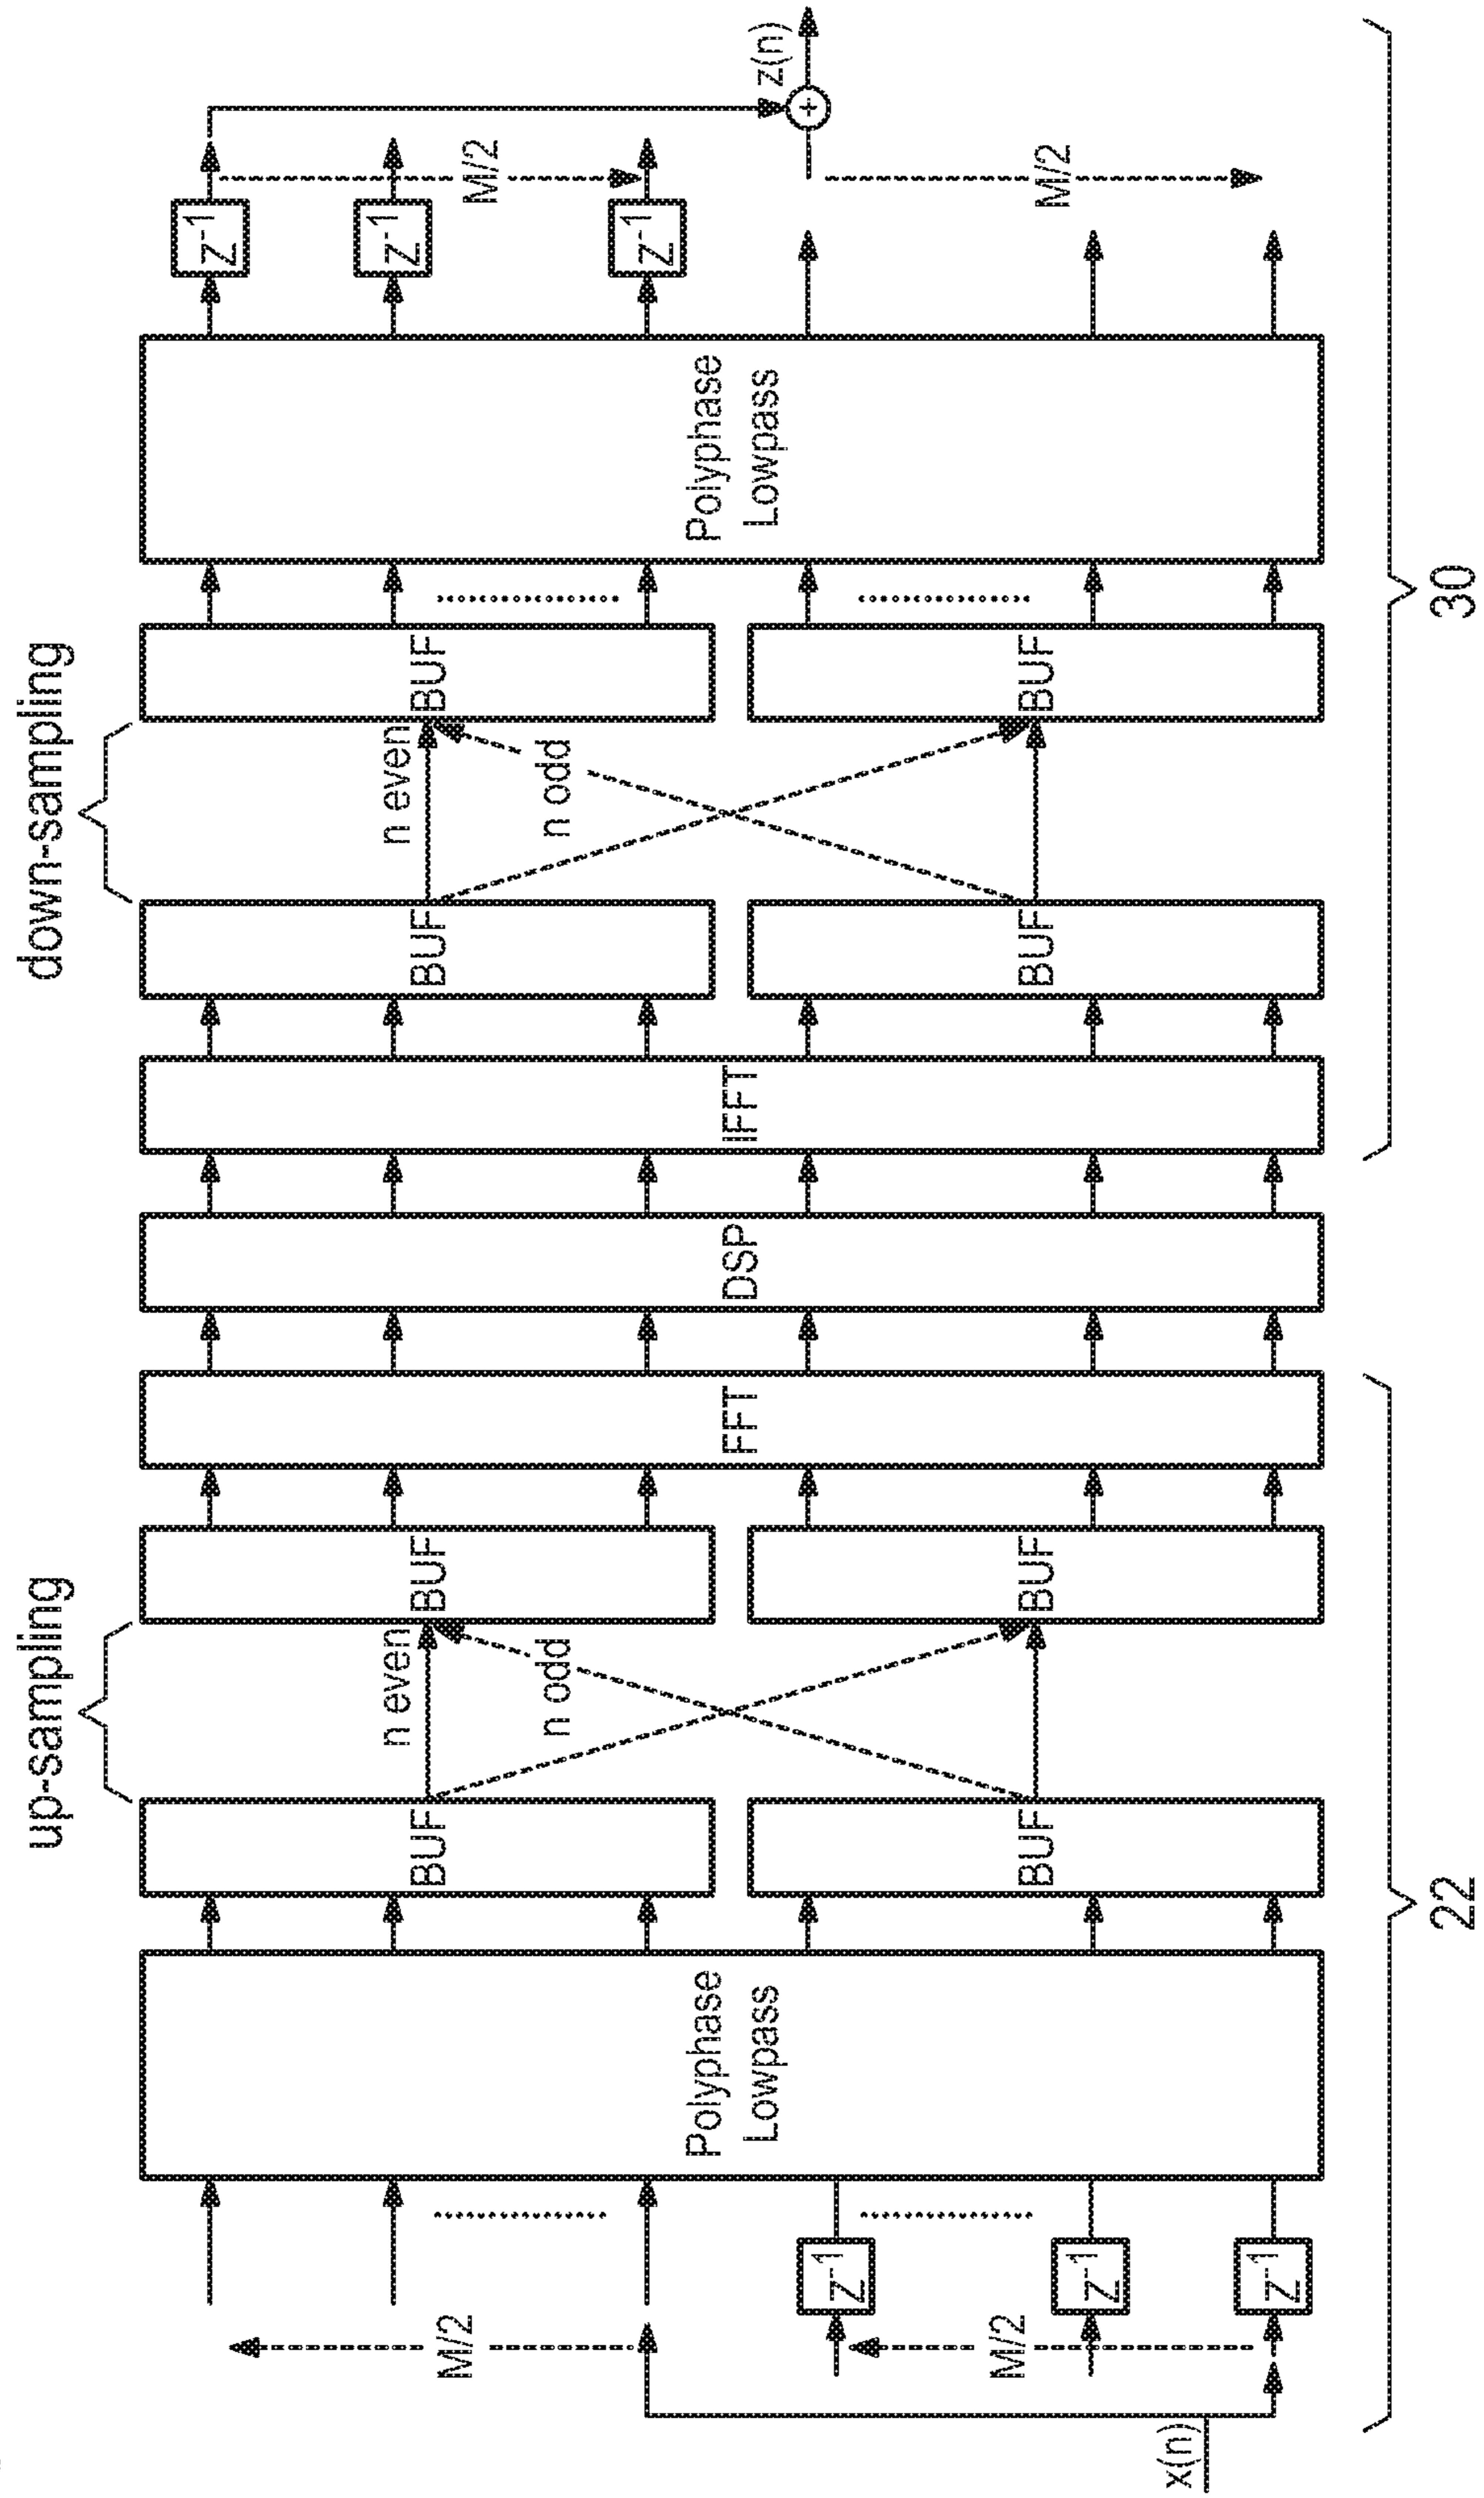 up-sampling
down-sampling
x(n)
M/2
M/2
z⁻¹
z⁻¹
z⁻¹
Polyphase
Lowpass
BUF
BUF
n even
n odd
BUF
BUF
FFT
DSP
IFFT
BUF
BUF
n even
n odd
BUF
BUF
Polyphase
Lowpass
z⁻¹
z⁻¹
z⁻¹
M/2
M/2
+
z(n)
22
30